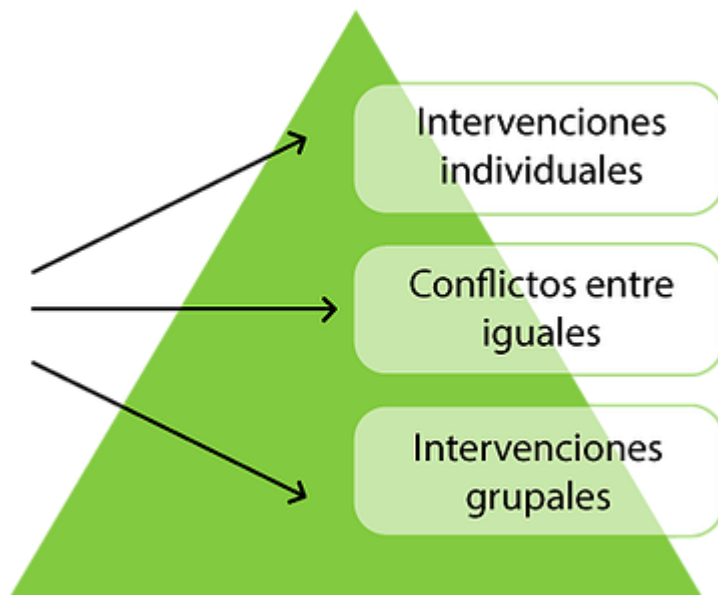 Intervenciones
individuales
Conflictos entre
iguales
Intervenciones
grupales